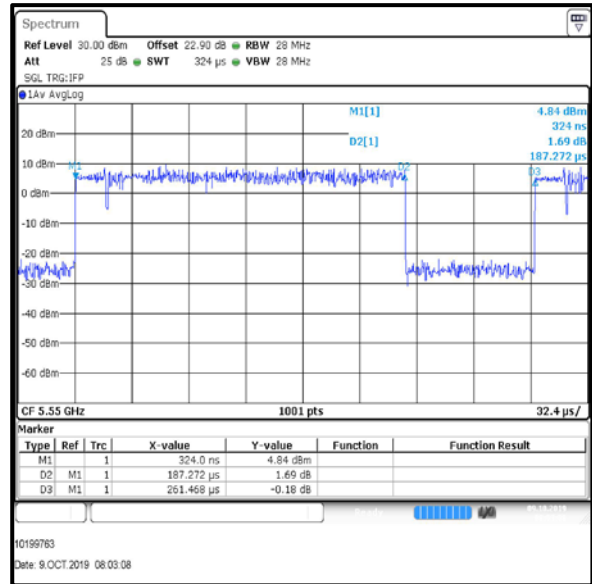 Spectrum
Ref Level 30.00 dBm Offset 22.90 dB RBW 28 MHz
Att 25 dB SWT 324 µs VBW 28 MHz
SGL TRG:IFP
1Av AvgLog
M1[1] 4.84 dBm
324 ns
D2[1] 1.69 dB
187.272 µs
20 dBm
10 dBm
M1 D2 D3
0 dBm
-10 dBm
-20 dBm
-30 dBm
-40 dBm
-50 dBm
-60 dBm
CF 5.55 GHz 1001 pts 32.4 µs/
Marker
Type Ref Trc X-value Y-value Function Function Result
M1 1 324.0 ns 4.84 dBm
D2 M1 1 187.272 µs 1.69 dB
D3 M1 1 261.468 µs -0.18 dB
10199763
Date: 9.OCT.2019 08:03:08